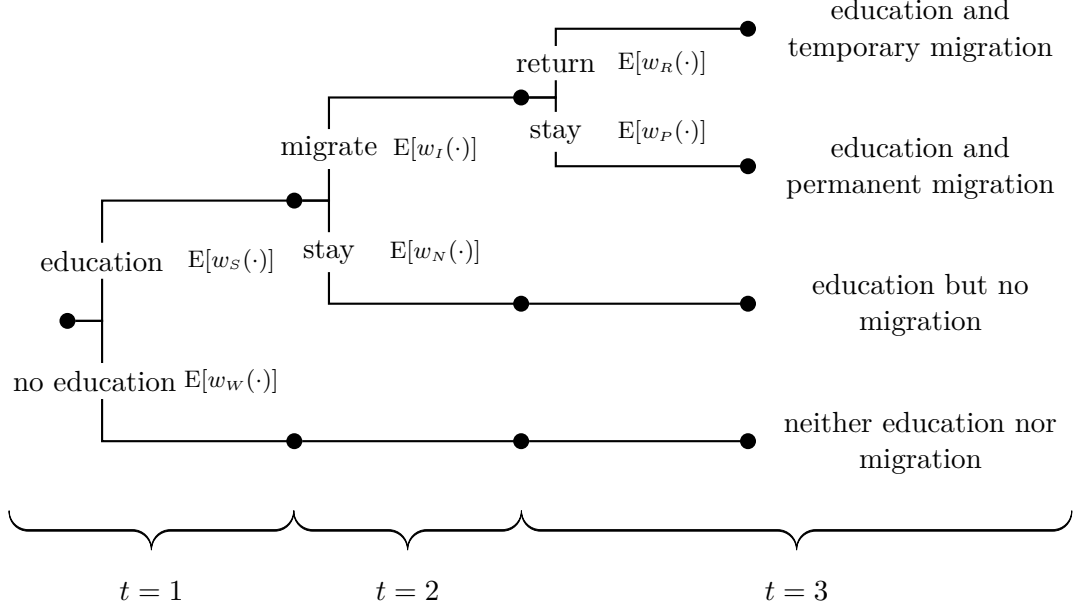 education and
temporary migration
return E[w_R(·)]
stay E[w_P(·)]
education and
permanent migration
migrate E[w_I(·)]
education E[w_S(·)]
stay E[w_N(·)]
education but no
migration
no education E[w_W(·)]
neither education nor
migration
t = 1
t = 2
t = 3